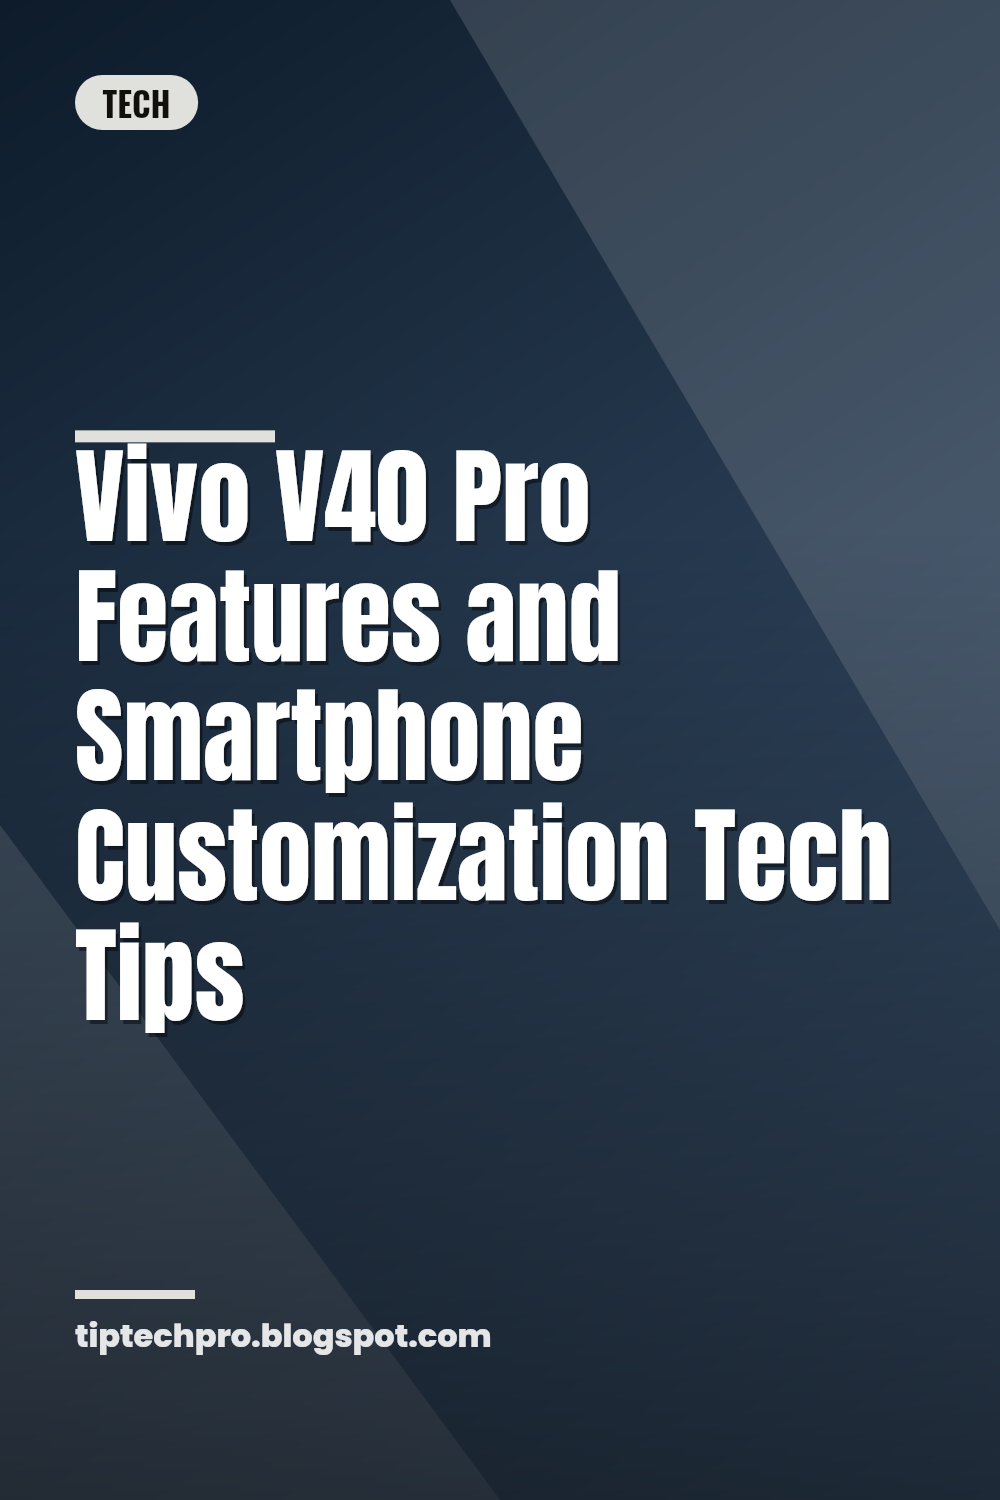 TECH
Vivo V40 Pro
Features and
Smartphone
Customization Tech
Tips
tiptechpro.blogspot.com